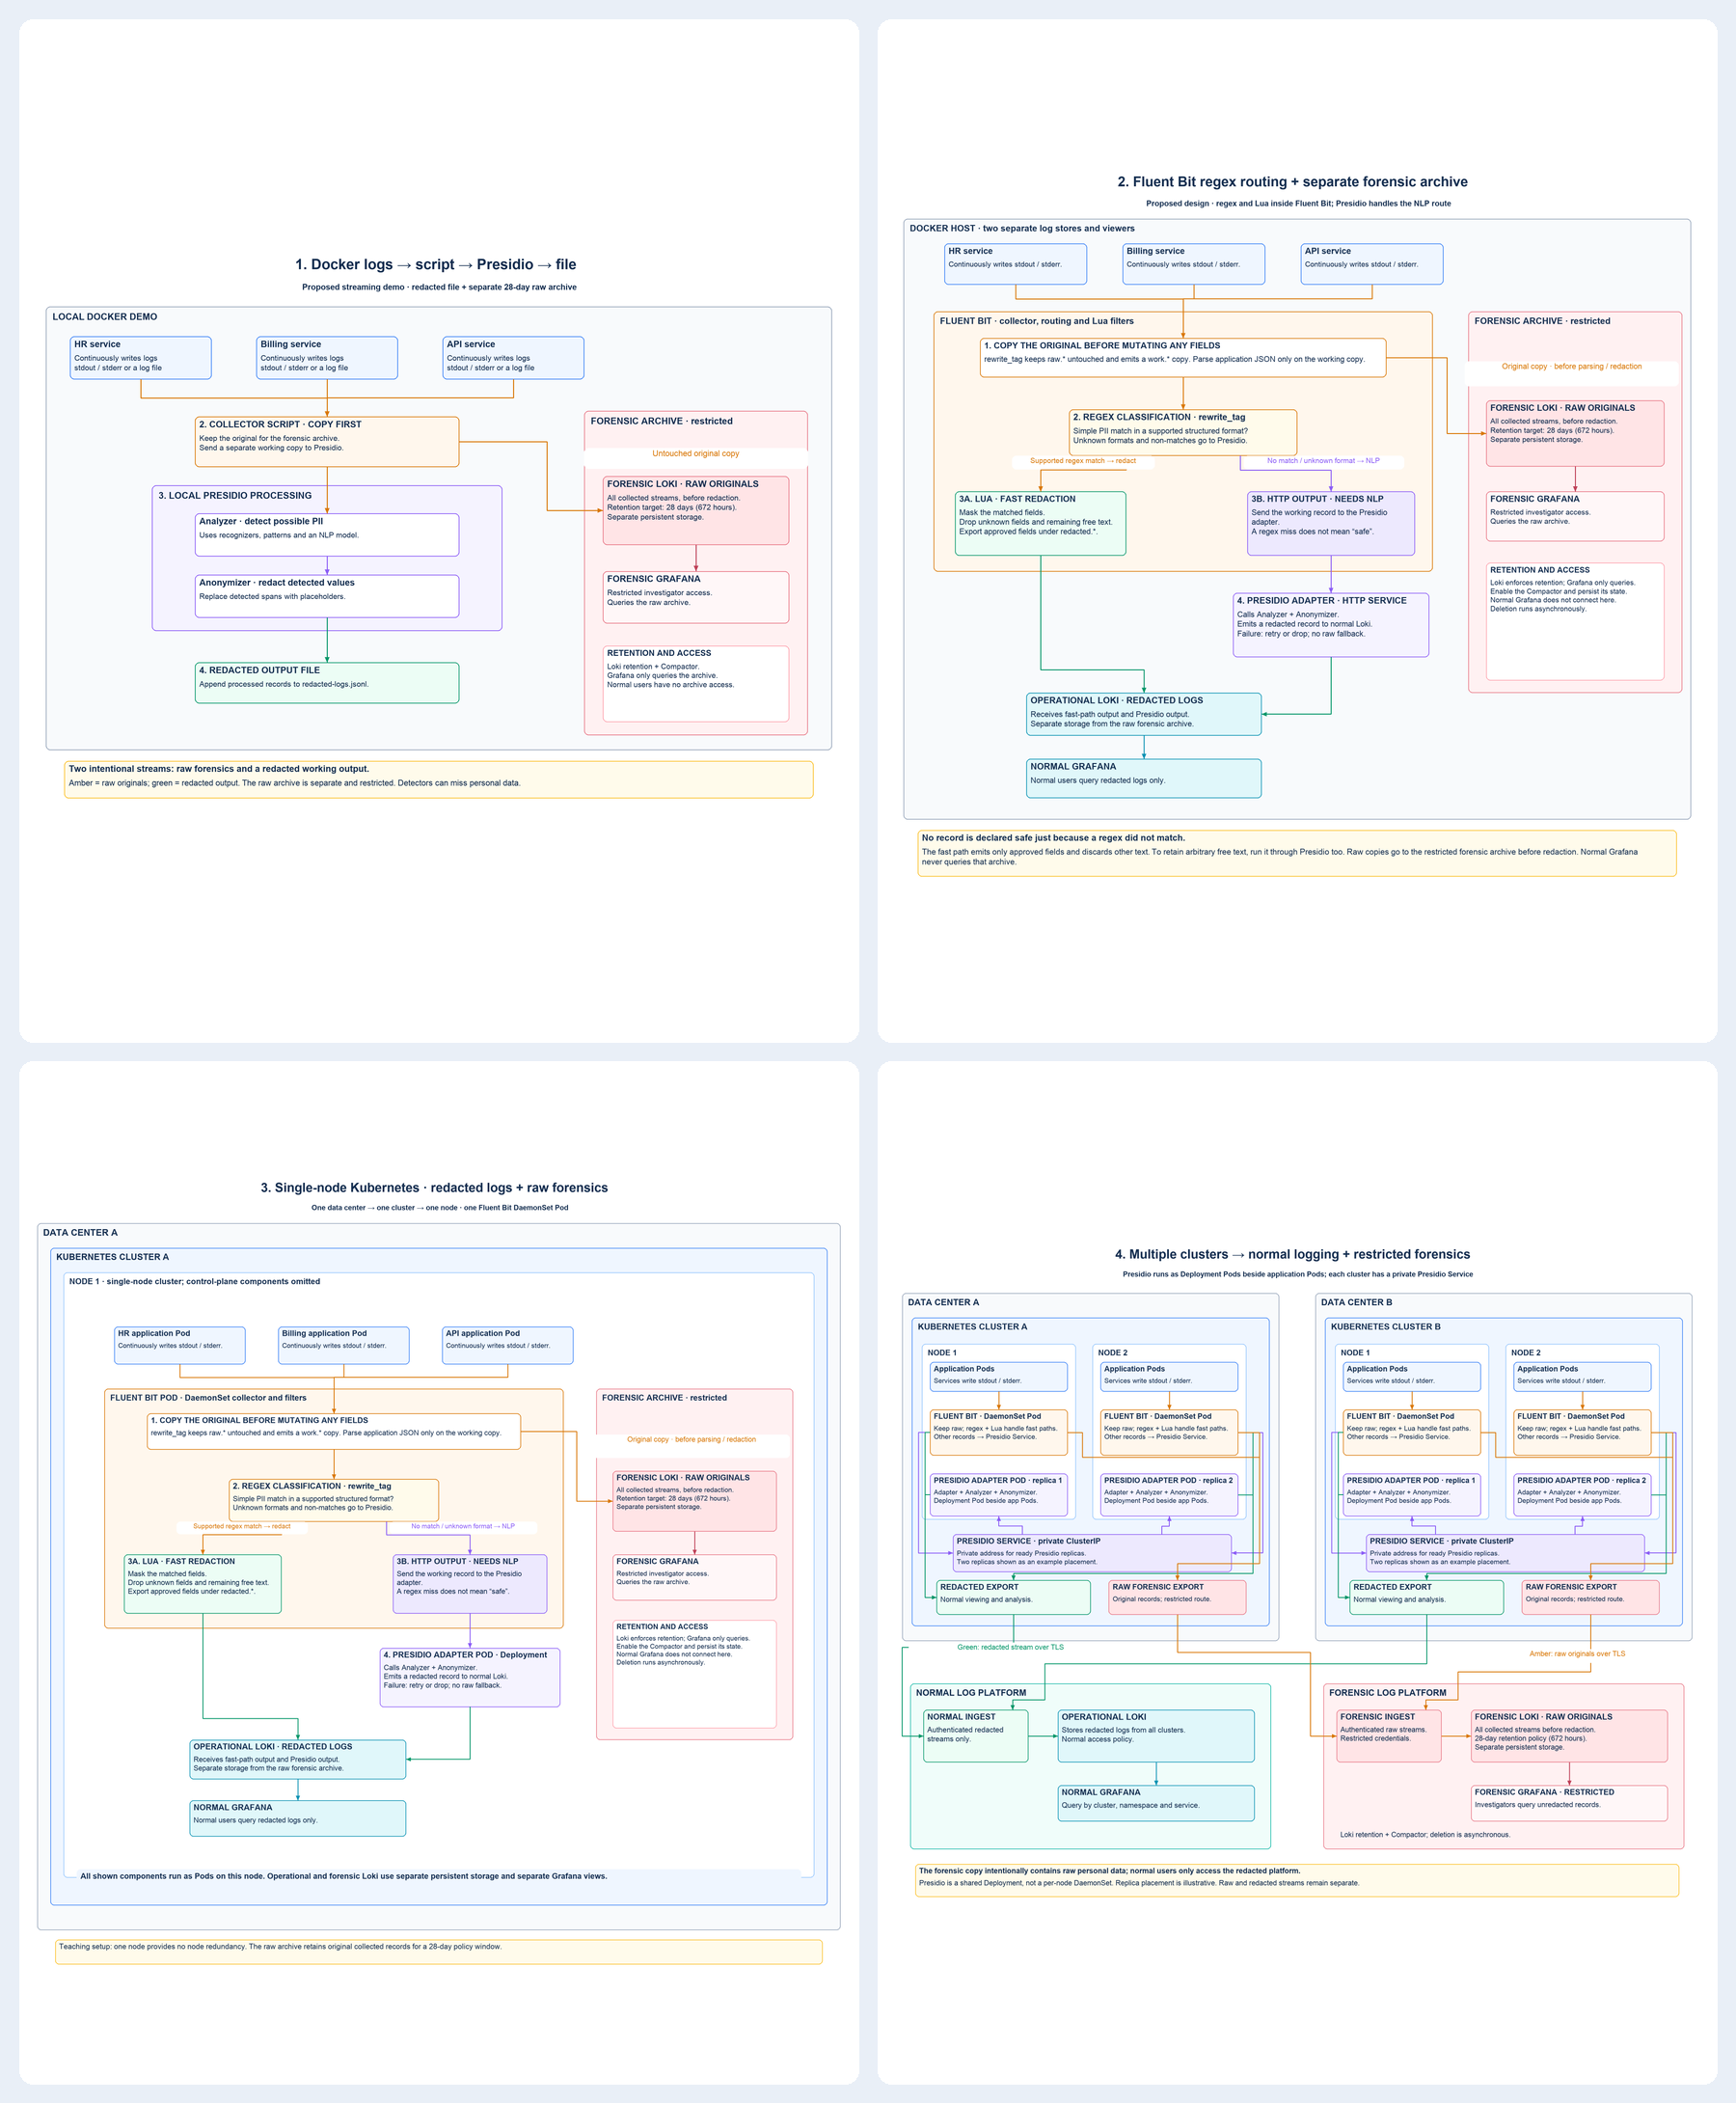 1. Docker logs → script → Presidio → file
Proposed streaming demo · redacted file + separate 28-day raw archive
LOCAL DOCKER DEMO
HR service
Continuously writes logs
stdout / stderr or a log file
Billing service
Continuously writes logs
stdout / stderr or a log file
API service
Continuously writes logs
stdout / stderr or a log file
2. COLLECTOR SCRIPT · COPY FIRST
Keep the original for the forensic archive.
Send a separate working copy to Presidio.
3. LOCAL PRESIDIO PROCESSING
Analyzer · detect possible PII
Uses recognizers, patterns and an NLP model.
Anonymizer · redact detected values
Replace detected spans with placeholders.
4. REDACTED OUTPUT FILE
Append processed records to redacted-logs.jsonl.
FORENSIC ARCHIVE · restricted
Untouched original copy
FORENSIC LOKI · RAW ORIGINALS
All collected streams, before redaction.
Retention target: 28 days (672 hours).
Separate persistent storage.
FORENSIC GRAFANA
Restricted investigator access.
Queries the raw archive.
RETENTION AND ACCESS
Loki retention + Compactor.
Grafana only queries the archive.
Normal users have no archive access.
Two intentional streams: raw forensics and a redacted working output.
Amber = raw originals; green = redacted output. The raw archive is separate and restricted. Detectors can miss personal data.
2. Fluent Bit regex routing + separate forensic archive
Proposed design · regex and Lua inside Fluent Bit; Presidio handles the NLP route
DOCKER HOST · two separate log stores and viewers
HR service
Continuously writes stdout / stderr.
Billing service
Continuously writes stdout / stderr.
API service
Continuously writes stdout / stderr.
FLUENT BIT · collector, routing and Lua filters
1. COPY THE ORIGINAL BEFORE MUTATING ANY FIELDS
rewrite_tag keeps raw.* untouched and emits a work.* copy. Parse application JSON only on the working copy.
2. REGEX CLASSIFICATION · rewrite_tag
Simple PII match in a supported structured format?
Unknown formats and non-matches go to Presidio.
Supported regex match → redact
No match / unknown format → NLP
3A. LUA · FAST REDACTION
Mask the matched fields.
Drop unknown fields and remaining free text.
Export approved fields under redacted.*.
3B. HTTP OUTPUT · NEEDS NLP
Send the working record to the Presidio
adapter.
A regex miss does not mean “safe”.
4. PRESIDIO ADAPTER · HTTP SERVICE
Calls Analyzer + Anonymizer.
Emits a redacted record to normal Loki.
Failure: retry or drop; no raw fallback.
OPERATIONAL LOKI · REDACTED LOGS
Receives fast-path output and Presidio output.
Separate storage from the raw forensic archive.
NORMAL GRAFANA
Normal users query redacted logs only.
FORENSIC ARCHIVE · restricted
Original copy · before parsing / redaction
FORENSIC LOKI · RAW ORIGINALS
All collected streams, before redaction.
Retention target: 28 days (672 hours).
Separate persistent storage.
FORENSIC GRAFANA
Restricted investigator access.
Queries the raw archive.
RETENTION AND ACCESS
Loki enforces retention; Grafana only queries.
Enable the Compactor and persist its state.
Normal Grafana does not connect here.
Deletion runs asynchronously.
No record is declared safe just because a regex did not match.
The fast path emits only approved fields and discards other text. To retain arbitrary free text, run it through Presidio too. Raw copies go to the restricted forensic archive before redaction. Normal Grafana
never queries that archive.
3. Single-node Kubernetes · redacted logs + raw forensics
One data center → one cluster → one node · one Fluent Bit DaemonSet Pod
DATA CENTER A
KUBERNETES CLUSTER A
NODE 1 · single-node cluster; control-plane components omitted
HR application Pod
Continuously writes stdout / stderr.
Billing application Pod
Continuously writes stdout / stderr.
API application Pod
Continuously writes stdout / stderr.
FLUENT BIT POD · DaemonSet collector and filters
1. COPY THE ORIGINAL BEFORE MUTATING ANY FIELDS
rewrite_tag keeps raw.* untouched and emits a work.* copy. Parse application JSON only on the working copy.
2. REGEX CLASSIFICATION · rewrite_tag
Simple PII match in a supported structured format?
Unknown formats and non-matches go to Presidio.
Supported regex match → redact
No match / unknown format → NLP
3A. LUA · FAST REDACTION
Mask the matched fields.
Drop unknown fields and remaining free text.
Export approved fields under redacted.*.
3B. HTTP OUTPUT · NEEDS NLP
Send the working record to the Presidio
adapter.
A regex miss does not mean “safe”.
4. PRESIDIO ADAPTER POD · Deployment
Calls Analyzer + Anonymizer.
Emits a redacted record to normal Loki.
Failure: retry or drop; no raw fallback.
OPERATIONAL LOKI · REDACTED LOGS
Receives fast-path output and Presidio output.
Separate storage from the raw forensic archive.
NORMAL GRAFANA
Normal users query redacted logs only.
FORENSIC ARCHIVE · restricted
Original copy · before parsing / redaction
FORENSIC LOKI · RAW ORIGINALS
All collected streams, before redaction.
Retention target: 28 days (672 hours).
Separate persistent storage.
FORENSIC GRAFANA
Restricted investigator access.
Queries the raw archive.
RETENTION AND ACCESS
Loki enforces retention; Grafana only queries.
Enable the Compactor and persist its state.
Normal Grafana does not connect here.
Deletion runs asynchronously.
All shown components run as Pods on this node. Operational and forensic Loki use separate persistent storage and separate Grafana views.
Teaching setup: one node provides no node redundancy. The raw archive retains original collected records for a 28-day policy window.
4. Multiple clusters → normal logging + restricted forensics
Presidio runs as Deployment Pods beside application Pods; each cluster has a private Presidio Service
DATA CENTER A
KUBERNETES CLUSTER A
NODE 1
Application Pods
Services write stdout / stderr.
FLUENT BIT · DaemonSet Pod
Keep raw; regex + Lua handle fast paths.
Other records → Presidio Service.
PRESIDIO ADAPTER POD · replica 1
Adapter + Analyzer + Anonymizer.
Deployment Pod beside app Pods.
NODE 2
Application Pods
Services write stdout / stderr.
FLUENT BIT · DaemonSet Pod
Keep raw; regex + Lua handle fast paths.
Other records → Presidio Service.
PRESIDIO ADAPTER POD · replica 2
Adapter + Analyzer + Anonymizer.
Deployment Pod beside app Pods.
PRESIDIO SERVICE · private ClusterIP
Private address for ready Presidio replicas.
Two replicas shown as an example placement.
REDACTED EXPORT
Normal viewing and analysis.
RAW FORENSIC EXPORT
Original records; restricted route.
DATA CENTER B
KUBERNETES CLUSTER B
NODE 1
Application Pods
Services write stdout / stderr.
FLUENT BIT · DaemonSet Pod
Keep raw; regex + Lua handle fast paths.
Other records → Presidio Service.
PRESIDIO ADAPTER POD · replica 1
Adapter + Analyzer + Anonymizer.
Deployment Pod beside app Pods.
NODE 2
Application Pods
Services write stdout / stderr.
FLUENT BIT · DaemonSet Pod
Keep raw; regex + Lua handle fast paths.
Other records → Presidio Service.
PRESIDIO ADAPTER POD · replica 2
Adapter + Analyzer + Anonymizer.
Deployment Pod beside app Pods.
PRESIDIO SERVICE · private ClusterIP
Private address for ready Presidio replicas.
Two replicas shown as an example placement.
REDACTED EXPORT
Normal viewing and analysis.
RAW FORENSIC EXPORT
Original records; restricted route.
Green: redacted stream over TLS
Amber: raw originals over TLS
NORMAL LOG PLATFORM
NORMAL INGEST
Authenticated redacted
streams only.
OPERATIONAL LOKI
Stores redacted logs from all clusters.
Normal access policy.
NORMAL GRAFANA
Query by cluster, namespace and service.
FORENSIC LOG PLATFORM
FORENSIC INGEST
Authenticated raw streams.
Restricted credentials.
FORENSIC LOKI · RAW ORIGINALS
All collected streams before redaction.
28-day retention policy (672 hours).
Separate persistent storage.
FORENSIC GRAFANA · RESTRICTED
Investigators query unredacted records.
Loki retention + Compactor; deletion is asynchronous.
The forensic copy intentionally contains raw personal data; normal users only access the redacted platform.
Presidio is a shared Deployment, not a per-node DaemonSet. Replica placement is illustrative. Raw and redacted streams remain separate.